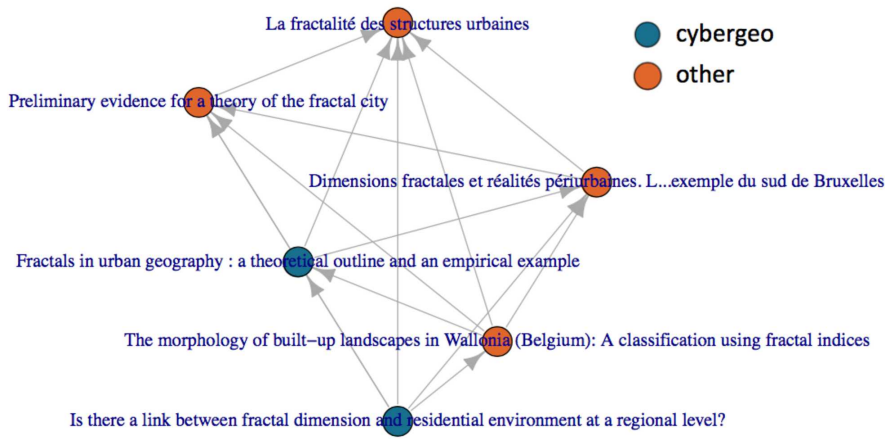 La fractalité des structures urbaines
cybergeo
other
Preliminary evidence for a theory of the fractal city
Dimensions fractales et réalités périurbaines. L...exemple du sud de Bruxelles
Fractals in urban geography : a theoretical outline and an empirical example
The morphology of built−up landscapes in Wallonia (Belgium): A classification using fractal indices
Is there a link between fractal dimension and residential environment at a regional level?